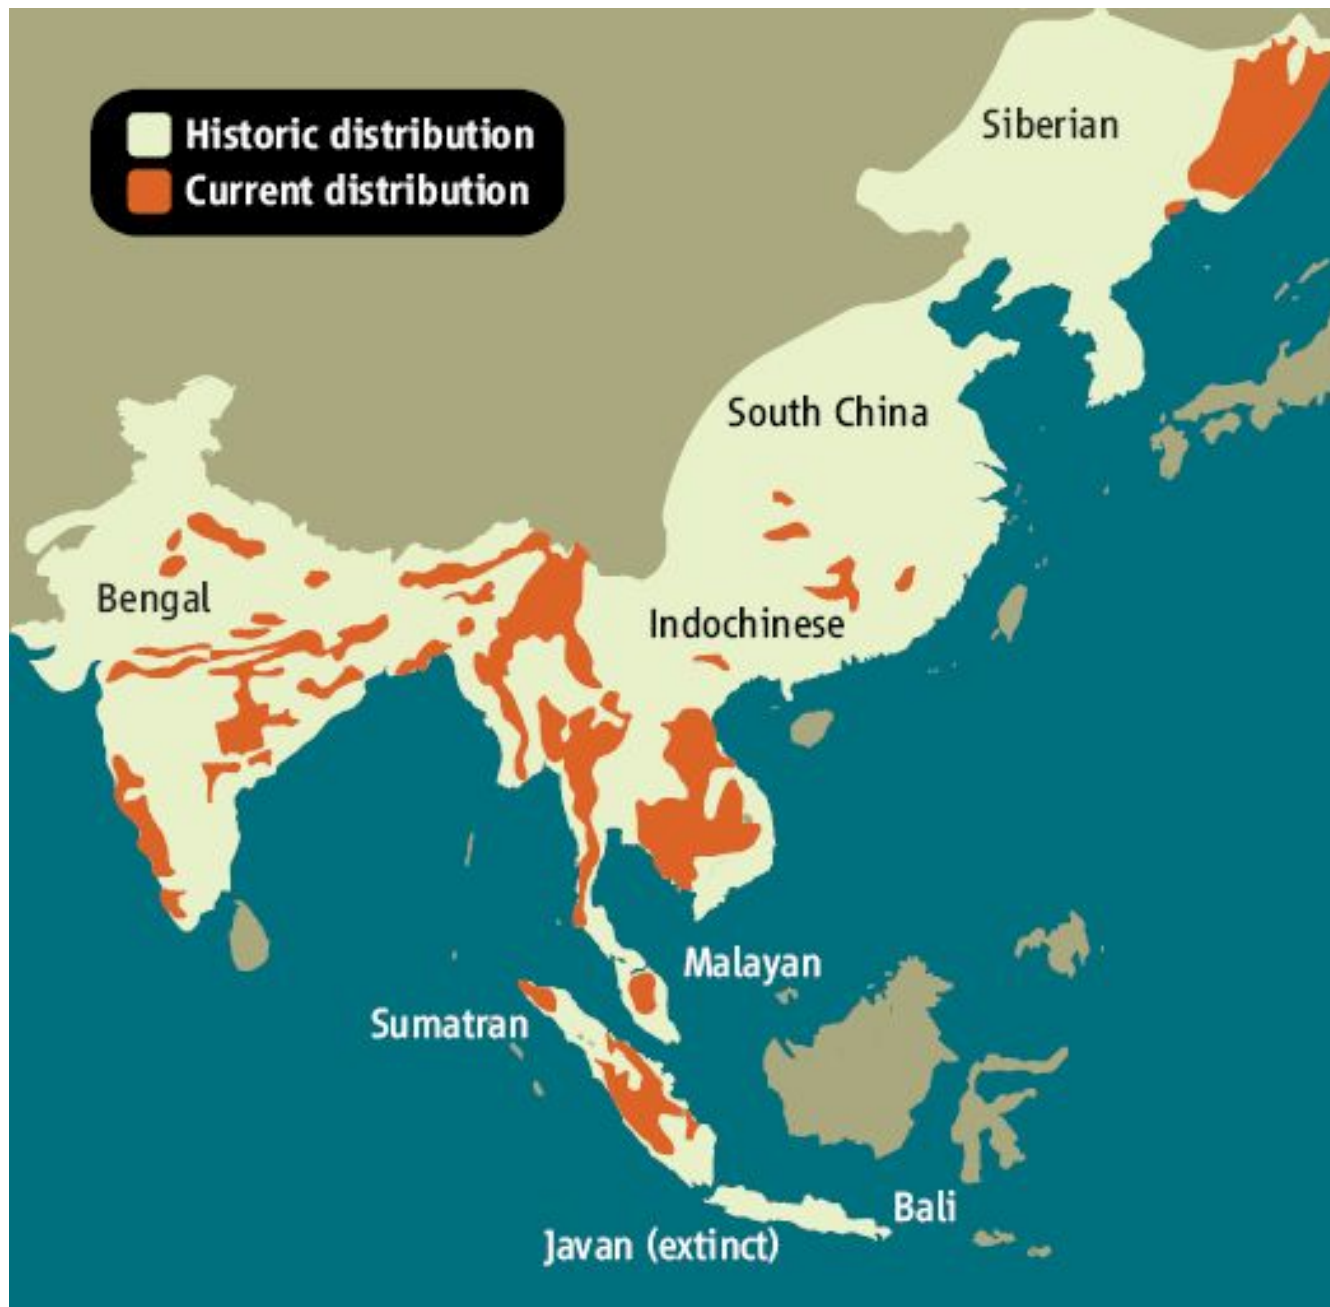 Historic distribution
Current distribution
Siberian
South China
Bengal
Indochinese
Malayan
Sumatran
Bali
Javan (extinct)